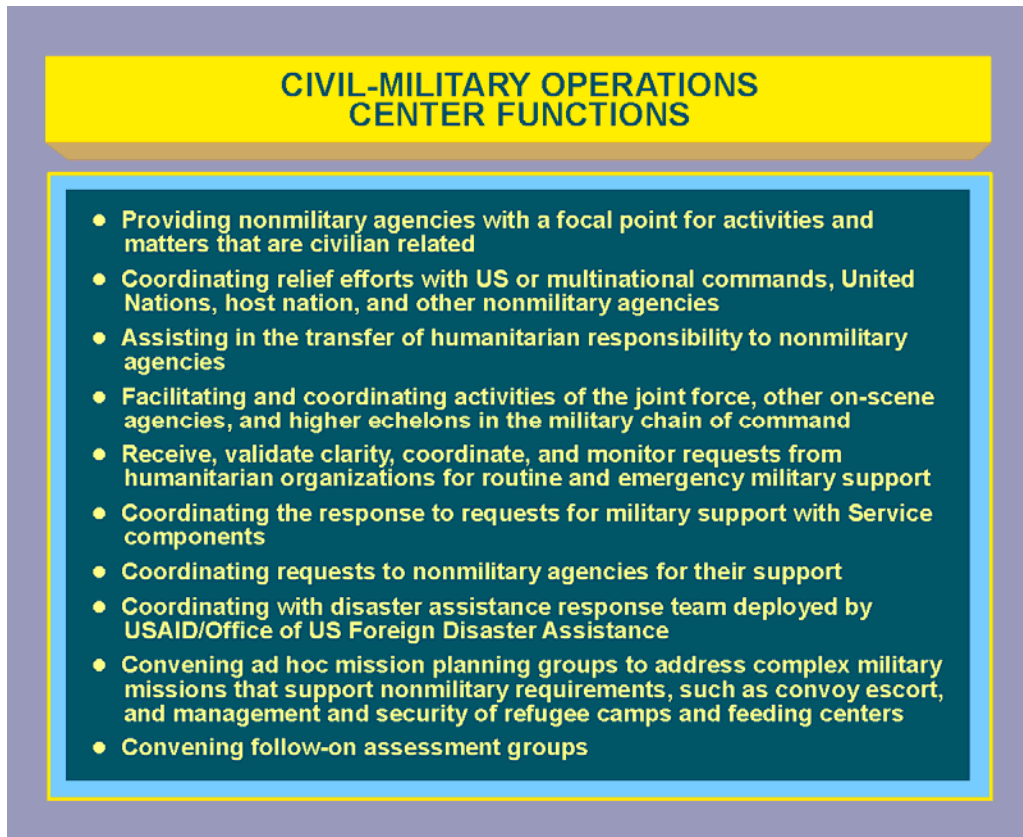 CIVIL-MILITARY OPERATIONS
CENTER FUNCTIONS
● Providing nonmilitary agencies with a focal point for activities and
matters that are civilian related
● Coordinating relief efforts with US or multinational commands, United
Nations, host nation, and other nonmilitary agencies
● Assisting in the transfer of humanitarian responsibility to nonmilitary
agencies
● Facilitating and coordinating activities of the joint force, other on-scene
agencies, and higher echelons in the military chain of command
● Receive, validate clarity, coordinate, and monitor requests from
humanitarian organizations for routine and emergency military support
● Coordinating the response to requests for military support with Service
components
● Coordinating requests to nonmilitary agencies for their support
● Coordinating with disaster assistance response team deployed by
USAID/Office of US Foreign Disaster Assistance
● Convening ad hoc mission planning groups to address complex military
missions that support nonmilitary requirements, such as convoy escort,
and management and security of refugee camps and feeding centers
● Convening follow-on assessment groups